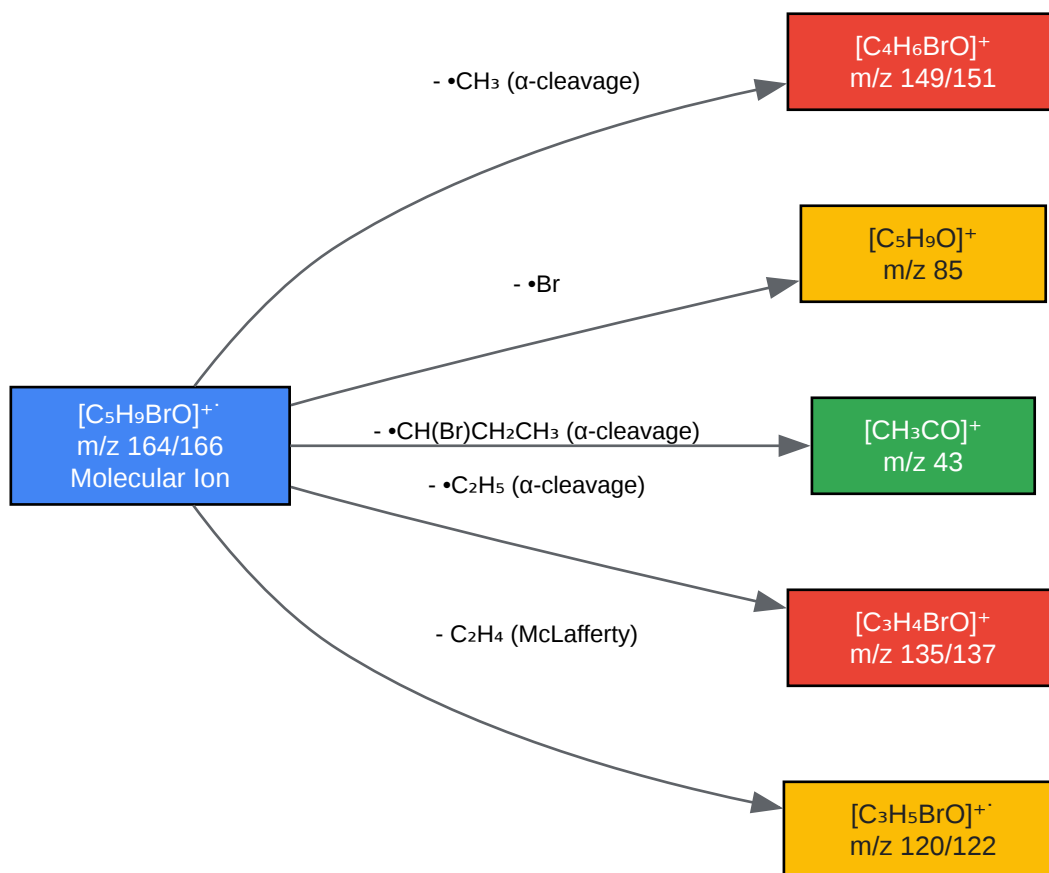 [C₄H₆BrO]⁺
m/z 149/151
- •CH₃ (α-cleavage)
[C₅H₉O]⁺
m/z 85
- •Br
[C₅H₉BrO]⁺˙
m/z 164/166
Molecular Ion
- •CH(Br)CH₂CH₃ (α-cleavage)
[CH₃CO]⁺
m/z 43
- •C₂H₅ (α-cleavage)
[C₃H₄BrO]⁺
m/z 135/137
- C₂H₄ (McLafferty)
[C₃H₅BrO]⁺˙
m/z 120/122